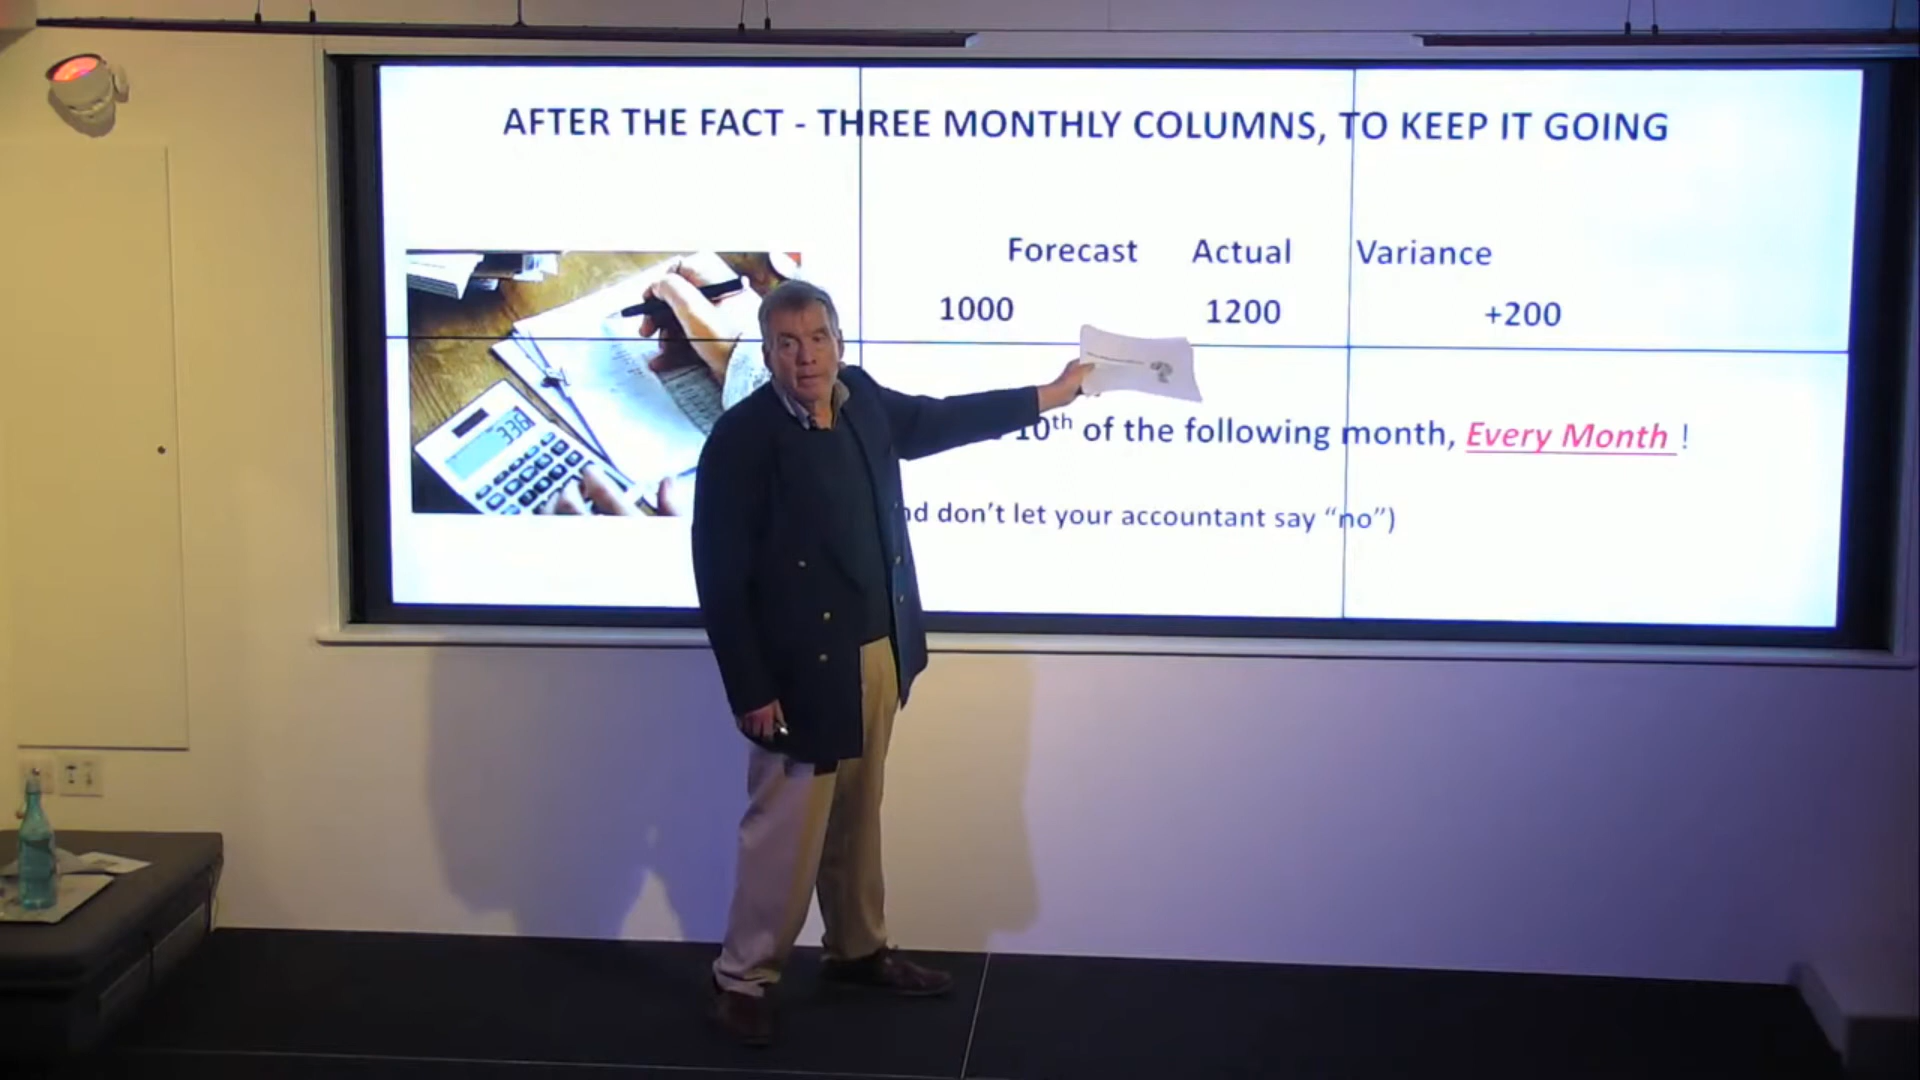 AFTER THE FACT - THREE MONTHLY COLUMNS, TO KEEP IT GOING
Forecast Actual Variance
1000 1200 +200
10th of the following month, Every Month !
don't let your accountant say “no”)
338